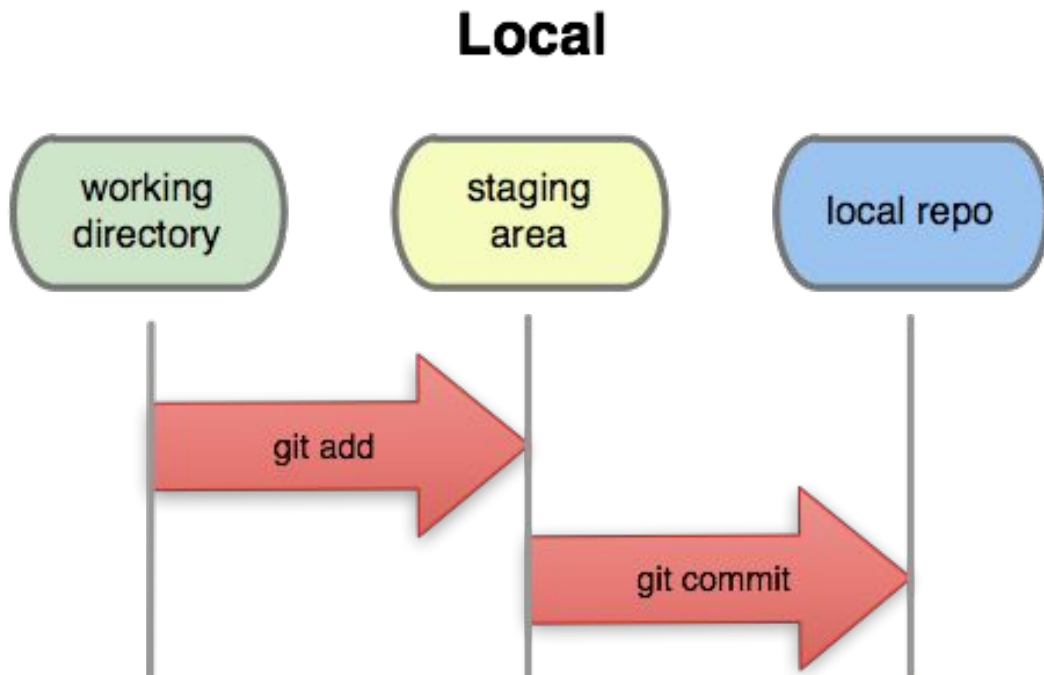 Local
working
directory
staging
area
local repo
git add
git commit